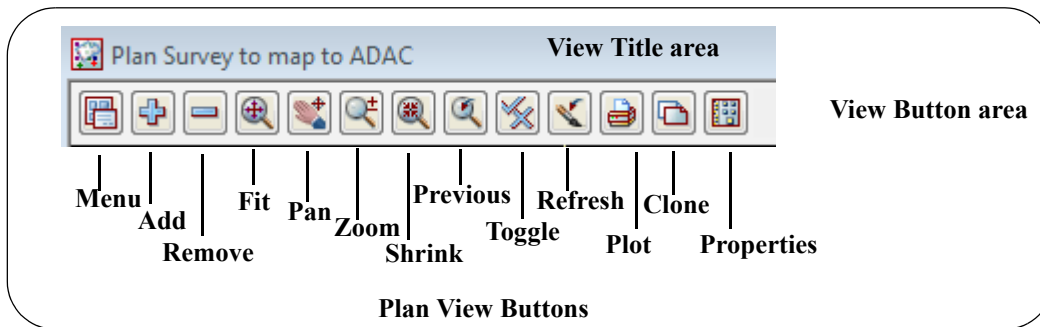 Plan Survey to map to ADAC
View Title area
View Button area
Menu
Add
Remove
Fit
Pan
Zoom
Shrink
Previous
Toggle
Refresh
Plot
Clone
Properties
Plan View Buttons